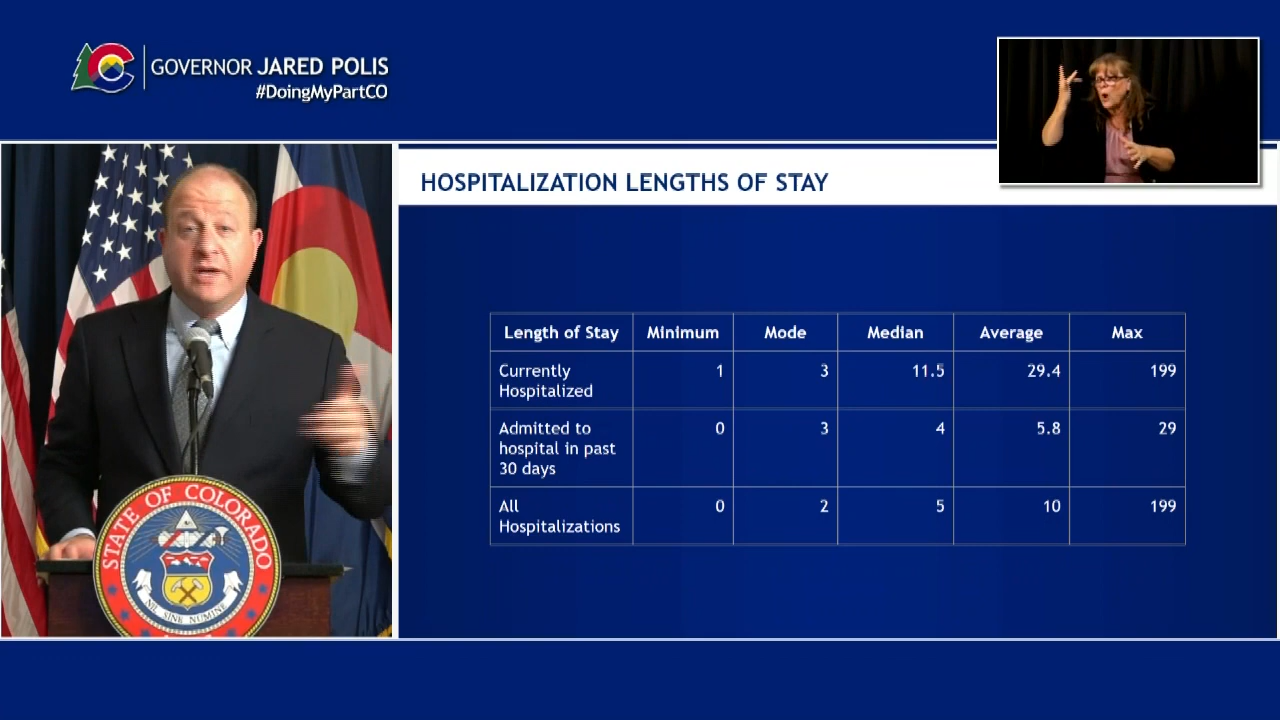 GOVERNOR JARED POLIS
#DoingMyPartCO
HOSPITALIZATION LENGTHS OF STAY
Length of Stay Minimum Mode Median Average Max
Currently
Hospitalized 1 3 11.5 29.4 199
Admitted to
hospital in past
30 days 0 3 4 5.8 29
All
Hospitalizations 0 2 5 10 199
STATE OF COLORADO
NIL SINE NUMINE